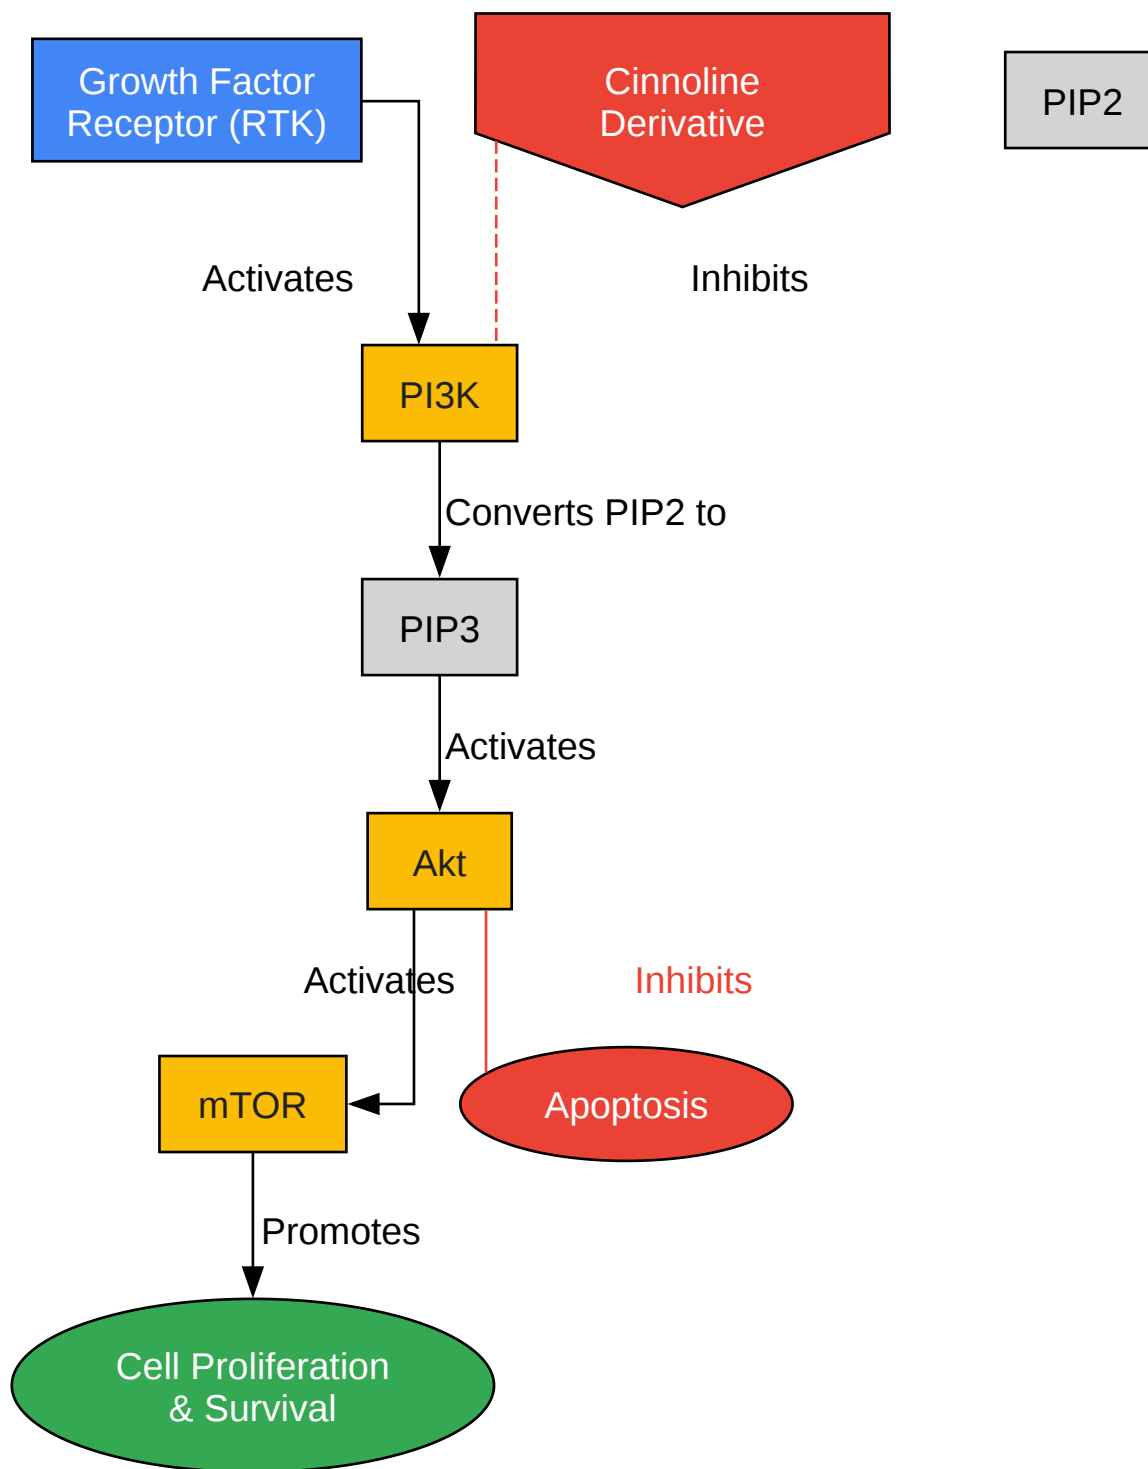 Growth Factor
Receptor (RTK)
Cinnoline
Derivative
PIP2
Activates
Inhibits
PI3K
Converts PIP2 to
PIP3
Activates
Akt
Activates
Inhibits
mTOR
Apoptosis
Promotes
Cell Proliferation
& Survival